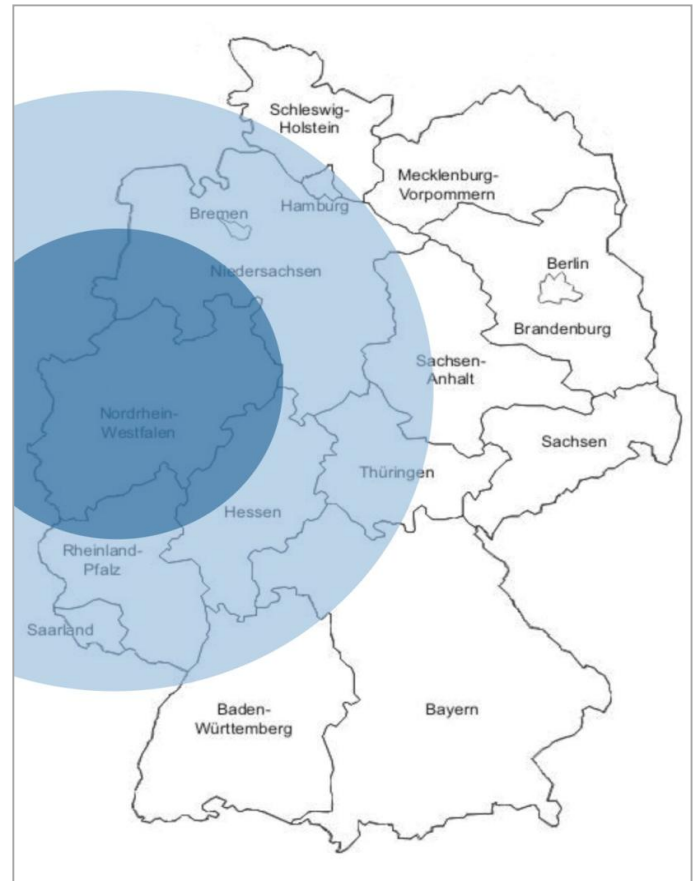 Schleswig-
Holstein
Mecklenburg-
Vorpommern
Hamburg
Bremen
Niedersachsen
Berlin
Brandenburg
Sachsen-
Anhalt
Nordrhein-
Westfalen
Sachsen
Thüringen
Hessen
Rheinland-
Pfalz
Saarland
Baden-
Württemberg
Bayern